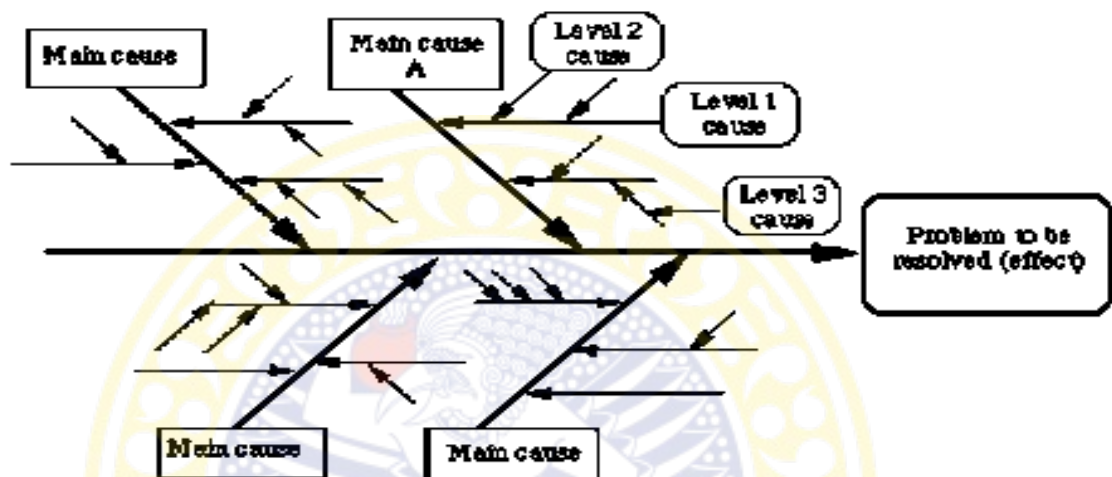 Main cause
Main cause
A
Level 2
cause
Level 1
cause
Level 3
cause
Problem to be
resolved (effect)
Main cause
Main cause